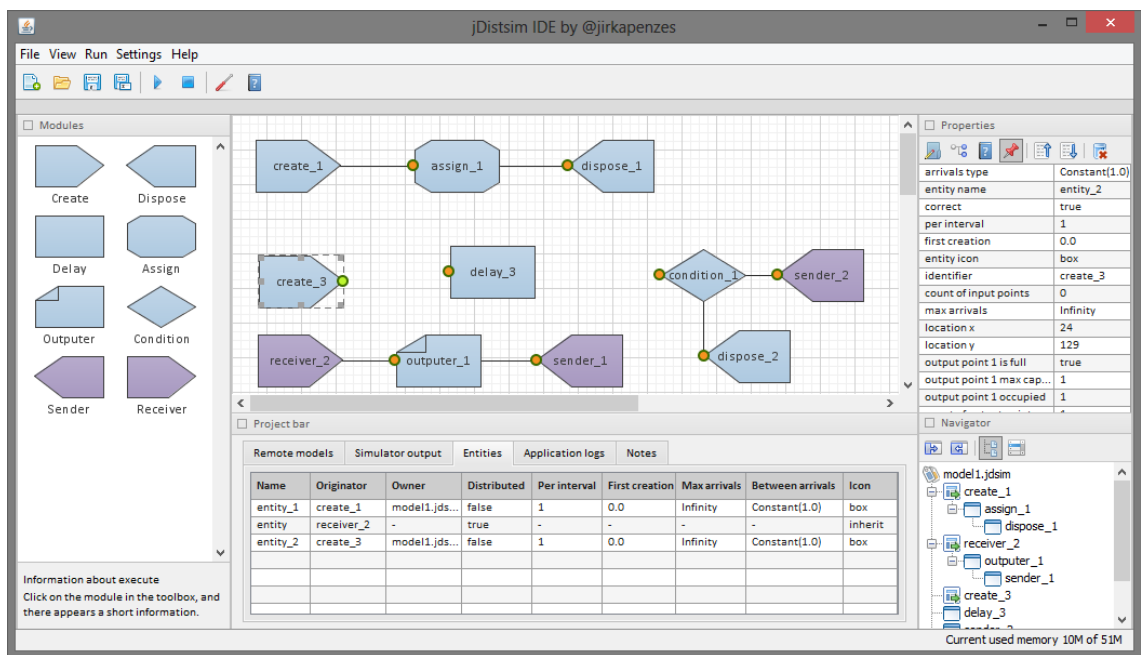 jDistsim IDE by @jirkapenzes
File View Run Settings Help
Modules
Create Dispose
Delay Assign
Outputer Condition
Sender Receiver
Information about execute
Click on the module in the toolbox, and
there appears a short information.
create_1 assign_1 dispose_1
create_3 delay_3 condition_1 sender_2
receiver_2 outputer_1 sender_1 dispose_2
Project bar
Remote models Simulator output Entities Application logs Notes
Name Originator Owner Distributed Per interval First creation Max arrivals Between arrivals Icon
entity_1 create_1 model1.jds... false 1 0.0 Infinity Constant(1.0) box
entity receiver_2 - true - - - - inherit
entity_2 create_3 model1.jds... false 1 0.0 Infinity Constant(1.0) box
Properties
arrivals type Constant(1.0)
entity name entity_2
correct true
per interval 1
first creation 0.0
entity icon box
identifier create_3
count of input points 0
max arrivals Infinity
location x 24
location y 129
output point 1 is full true
output point 1 max cap... 1
output point 1 occupied 1
Navigator
model1.jdsim
create_1
assign_1
dispose_1
receiver_2
outputer_1
sender_1
create_3
delay_3
Current used memory 10M of 51M